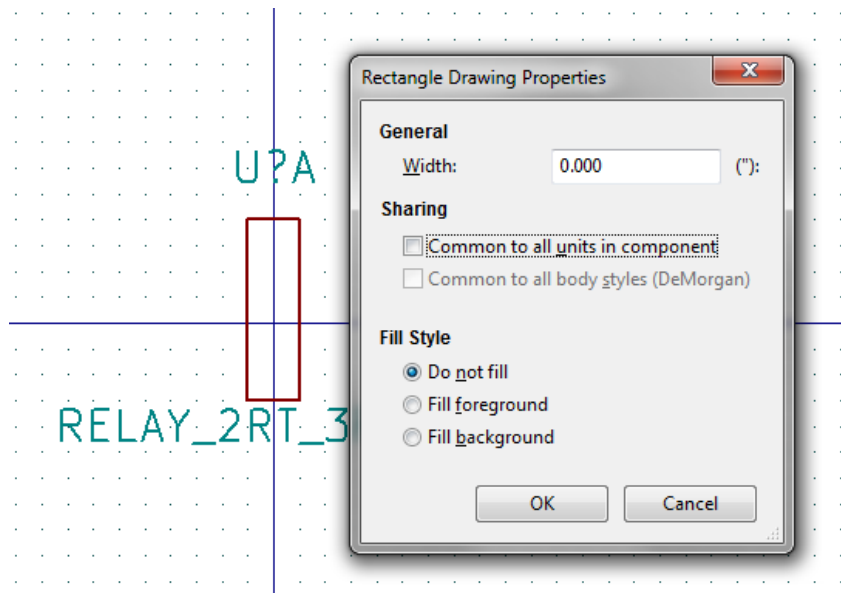 Rectangle Drawing Properties
U?A
General
Width: 0.000 ("):
Sharing
Common to all units in component
Common to all body styles (DeMorgan)
Fill Style
Do not fill
RELAY_2RT_3
Fill foreground
Fill background
OK Cancel